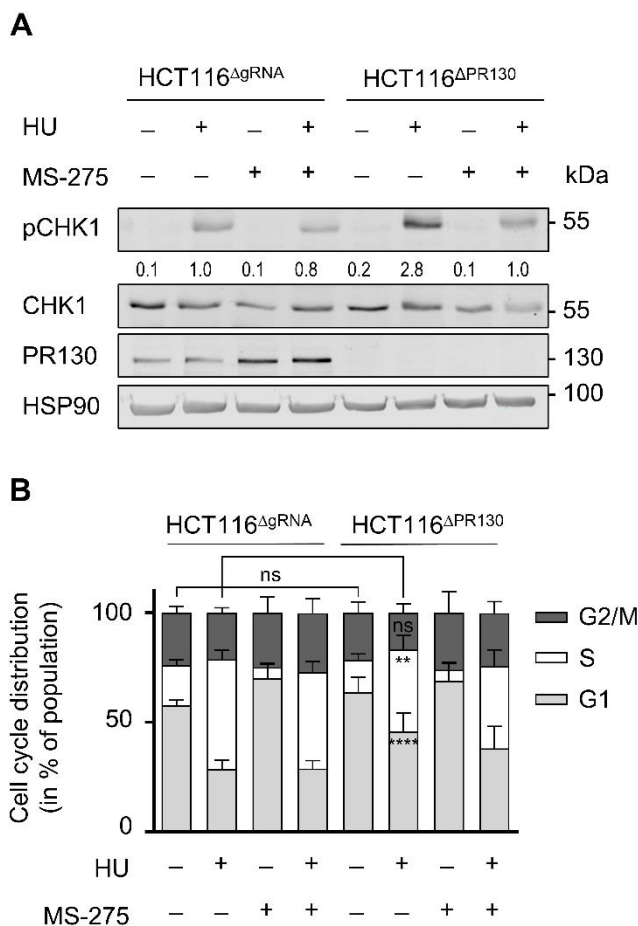 A
HCT116ΔgRNA HCT116ΔPR130
HU – + – + – + – +
MS-275 – – + + – – + + kDa
pCHK1 55
0.1 1.0 0.1 0.8 0.2 2.8 0.1 1.0
CHK1 55
PR130 130
HSP90 100
B
HCT116ΔgRNA HCT116ΔPR130
ns
100
ns
**
50
****
0
Cell cycle distribution
(in % of population)
G2/M
S
G1
HU – + – + – + – +
MS-275 – – + + – – + +